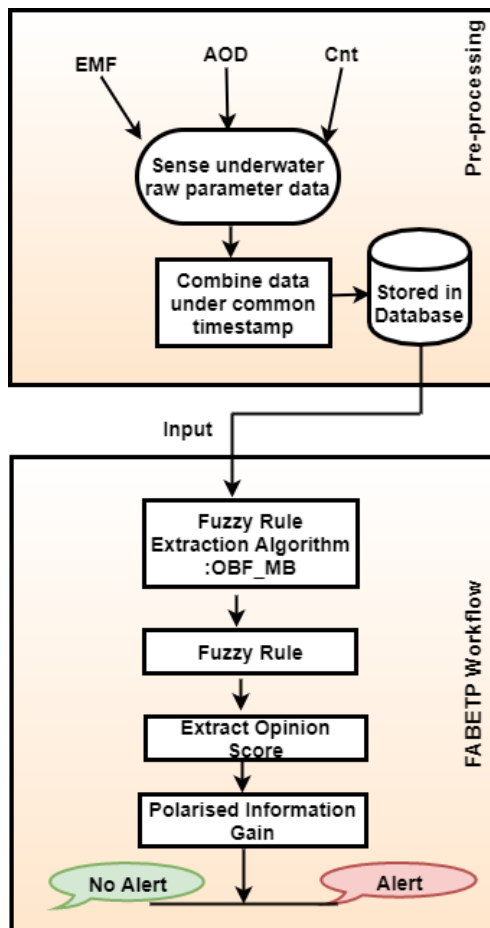 EMF
AOD
Cnt
Pre-processing
Sense underwater
raw parameter data
Combine data
under common
timestamp
Stored in
Database
Input
FABETP Workflow
Fuzzy Rule
Extraction Algorithm
:OBF_MB
Fuzzy Rule
Extract Opinion
Score
Polarised Information
Gain
No Alert
Alert